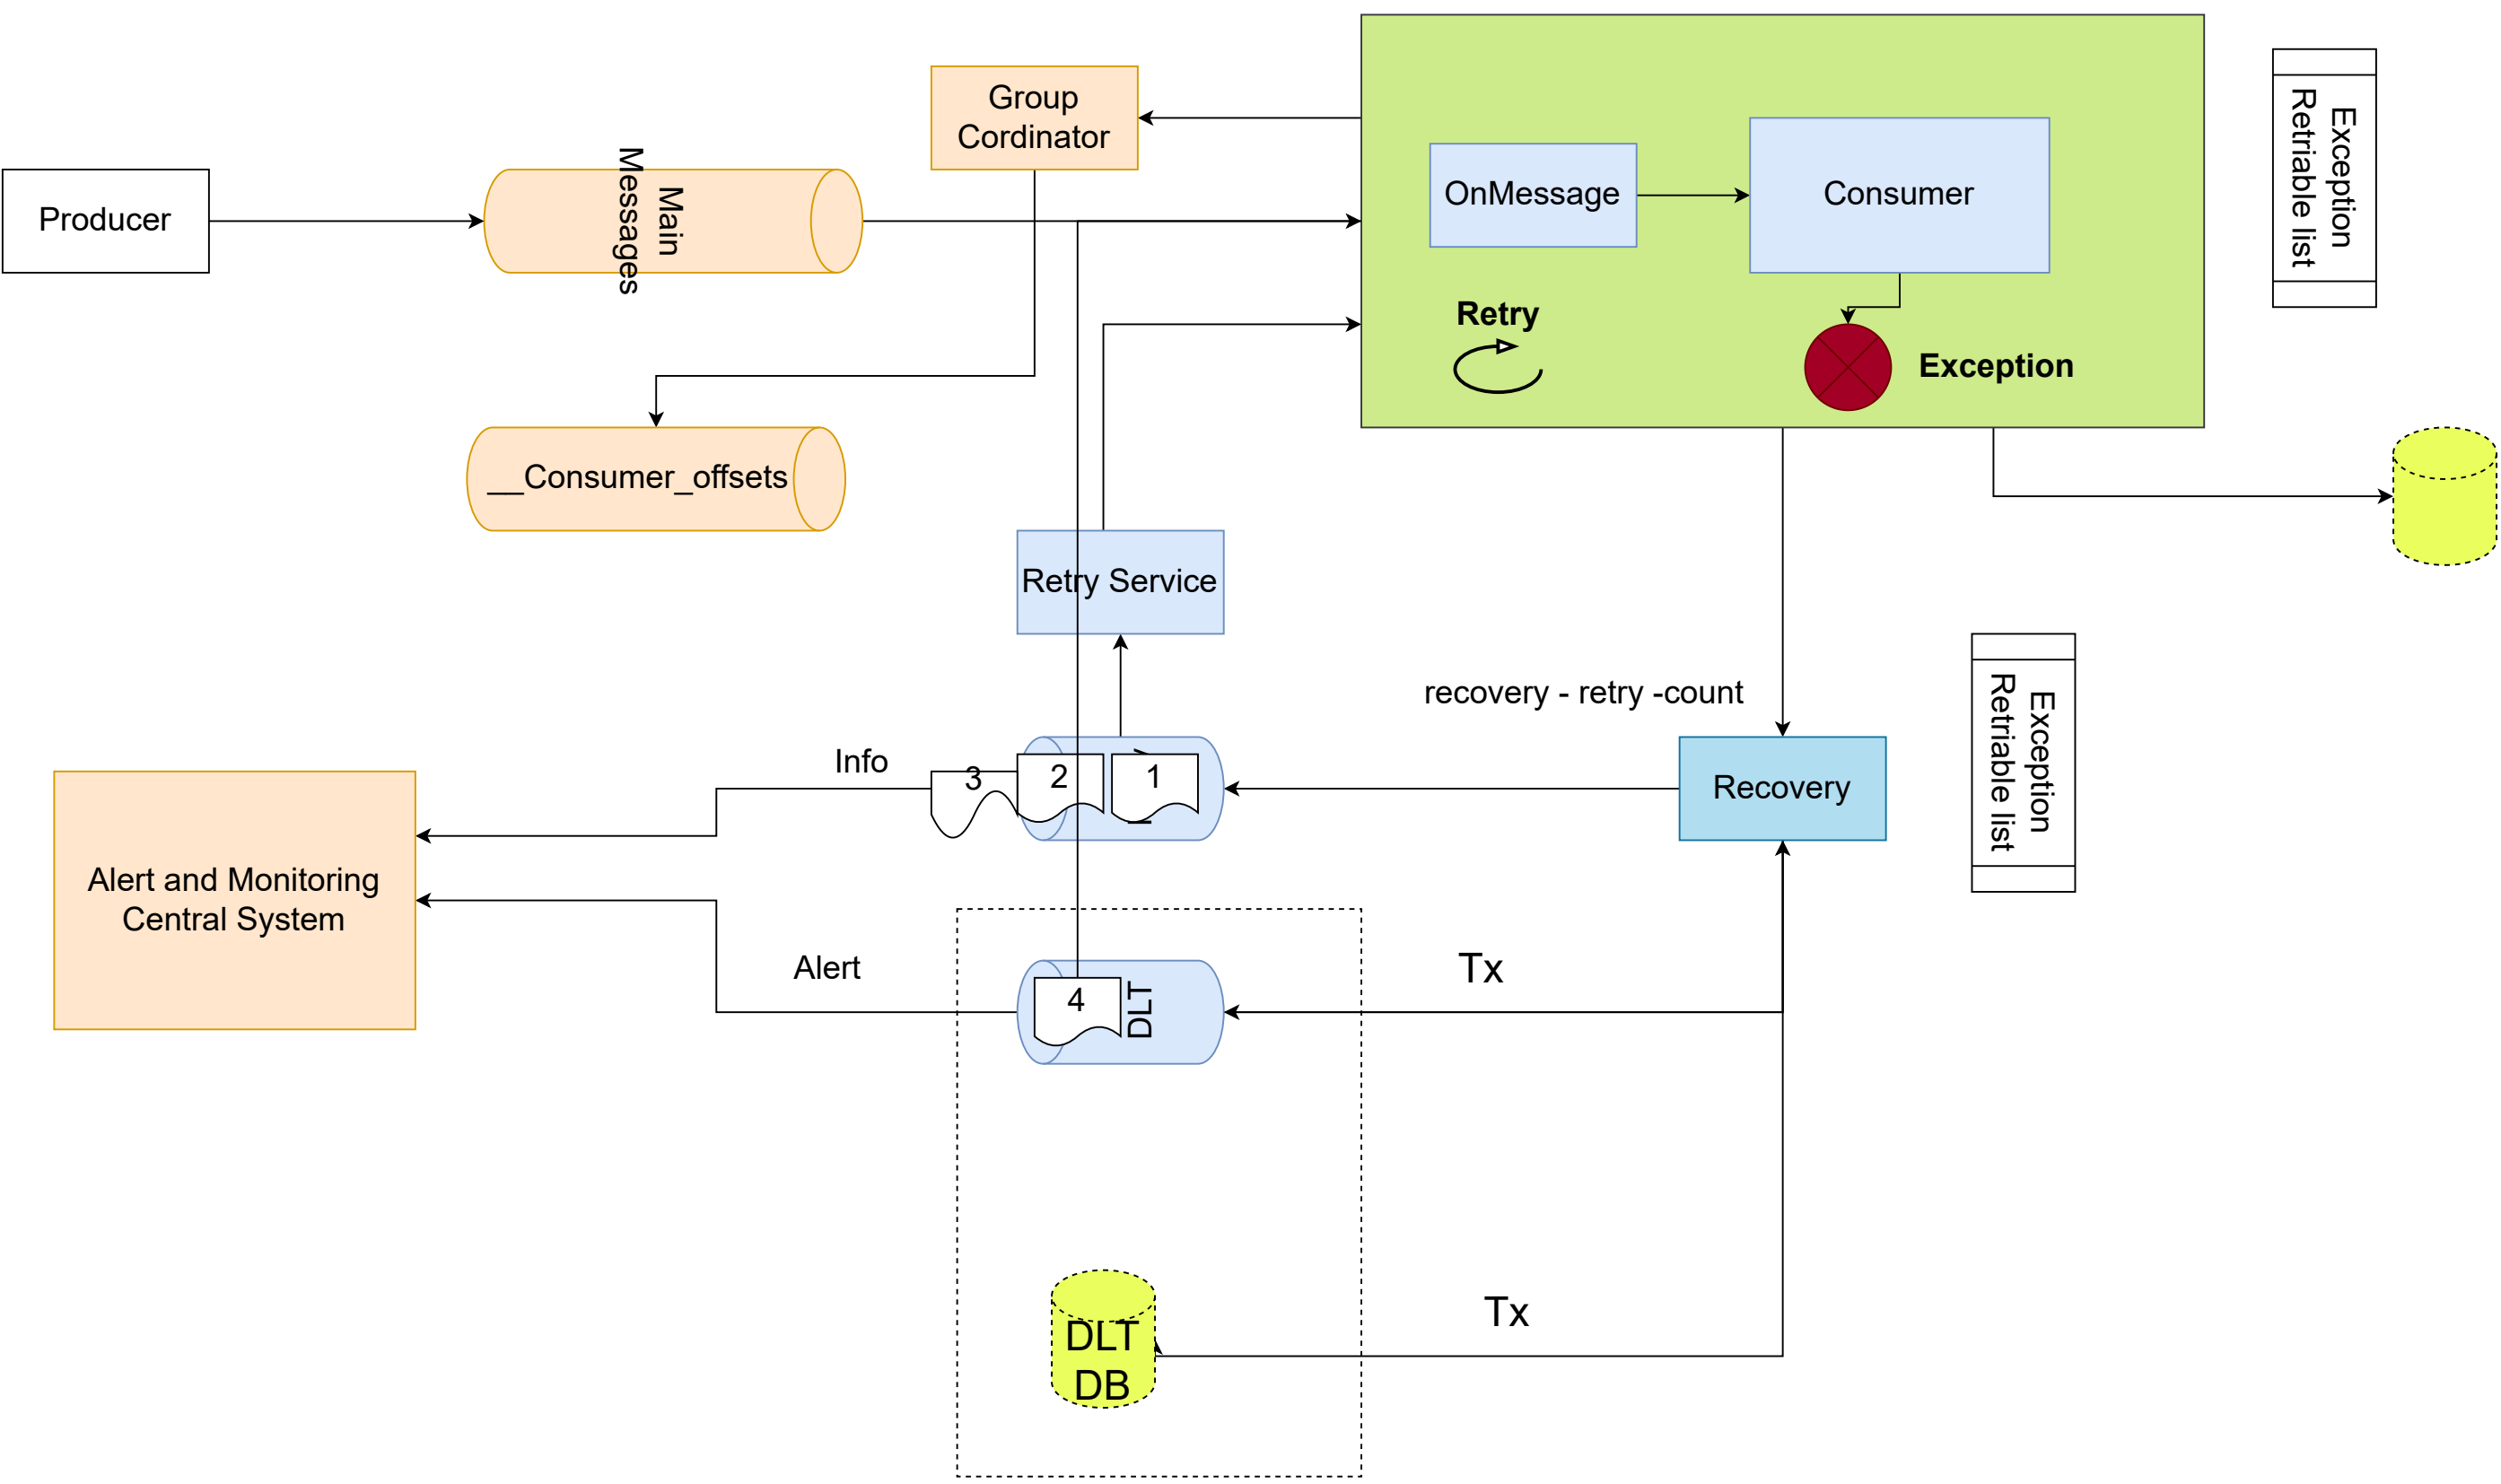 Group
Cordinator
Producer
Main
Messages
OnMessage
Consumer
Exception
Retriable list
Retry
Exception
__Consumer_offsets
Retry Service
recovery - retry -count
Exception
Retriable list
Info
3
2
1
Recovery
Alert and Monitoring
Central System
Alert
4
DLT
Tx
Tx
DLT
DB